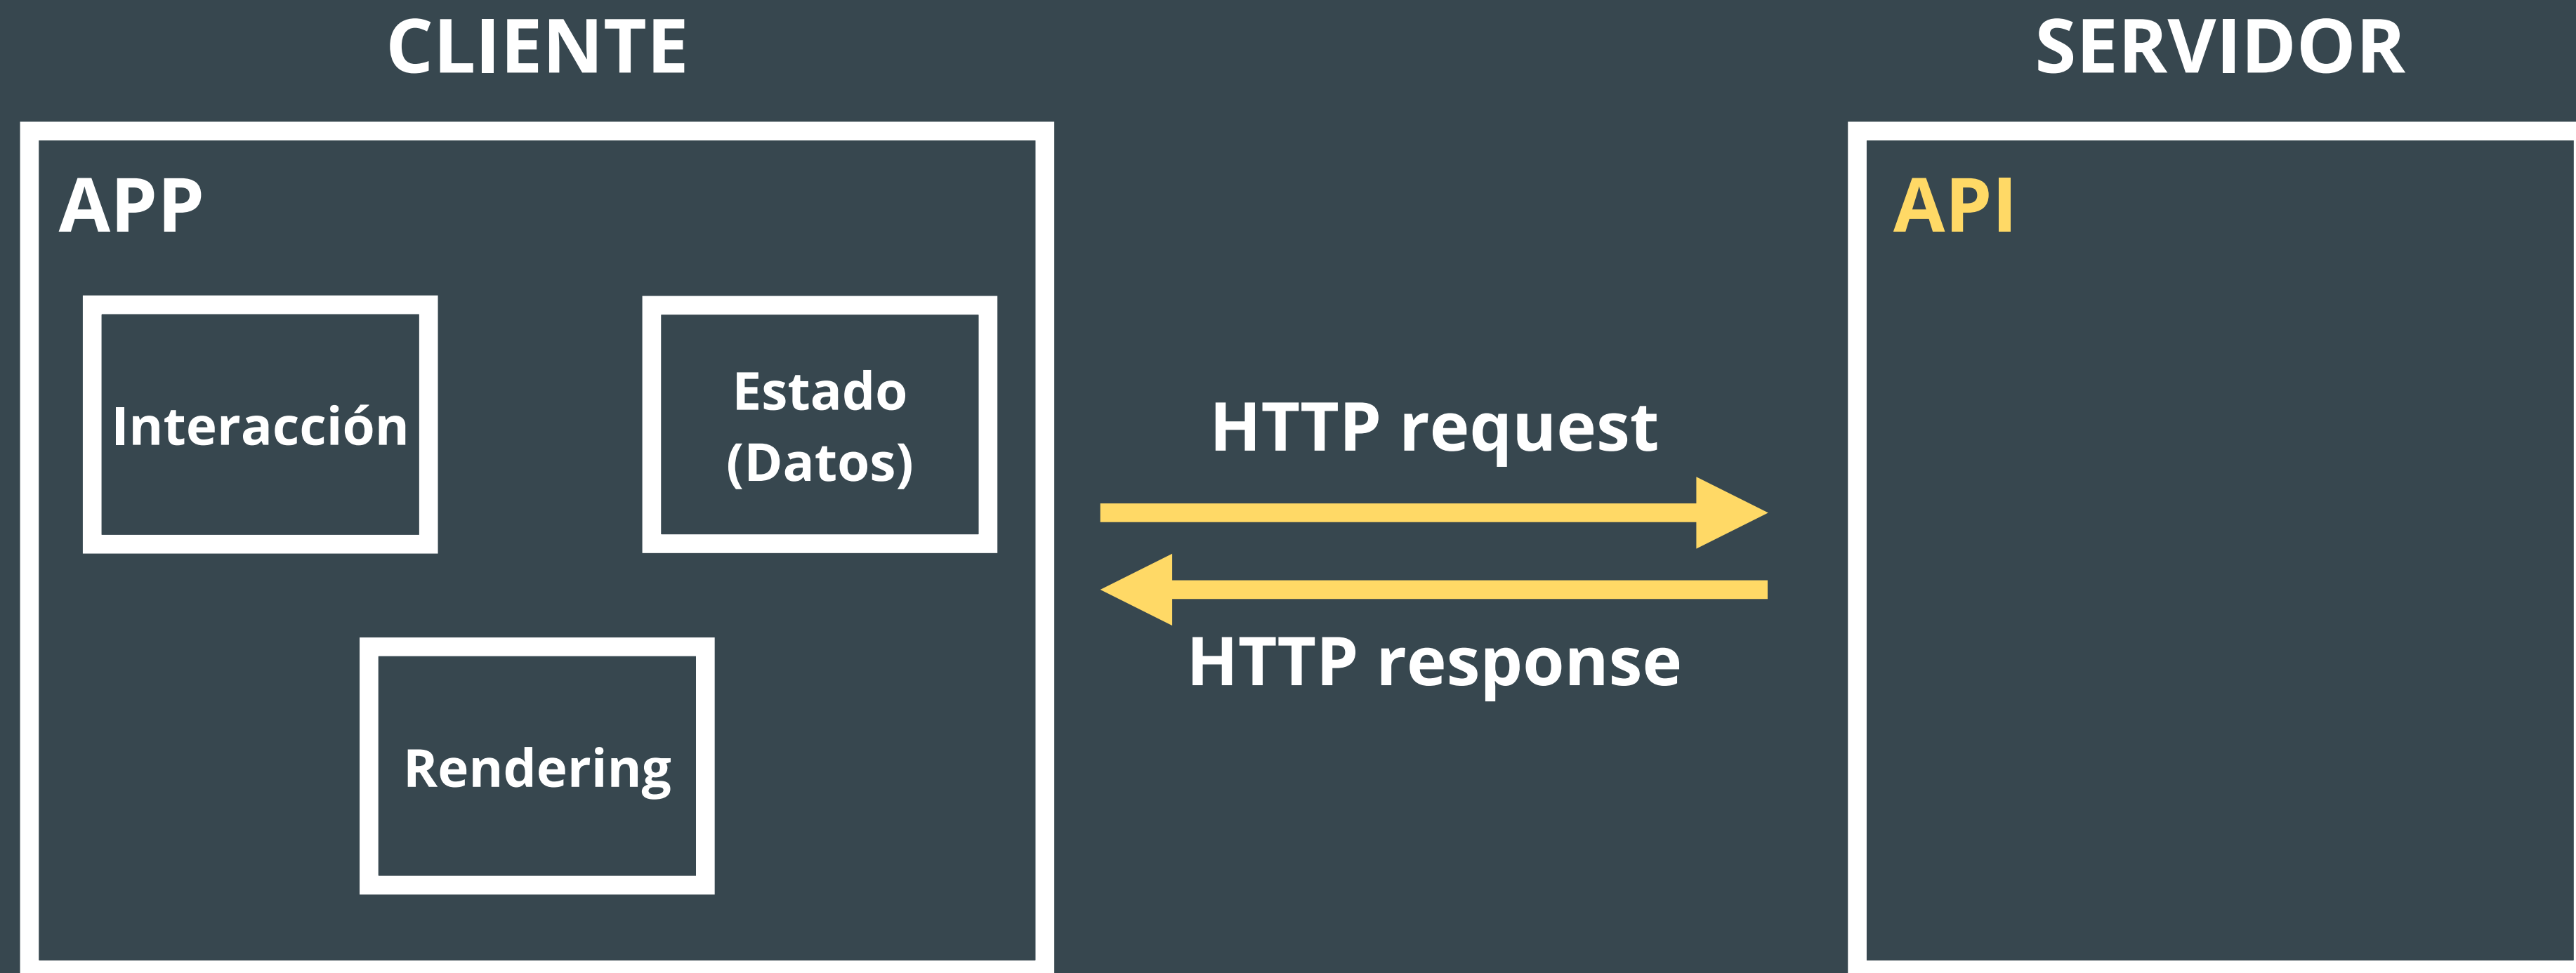 CLIENTE
SERVIDOR
APP
API
Interacción
Estado
(Datos)
HTTP request
HTTP response
Rendering